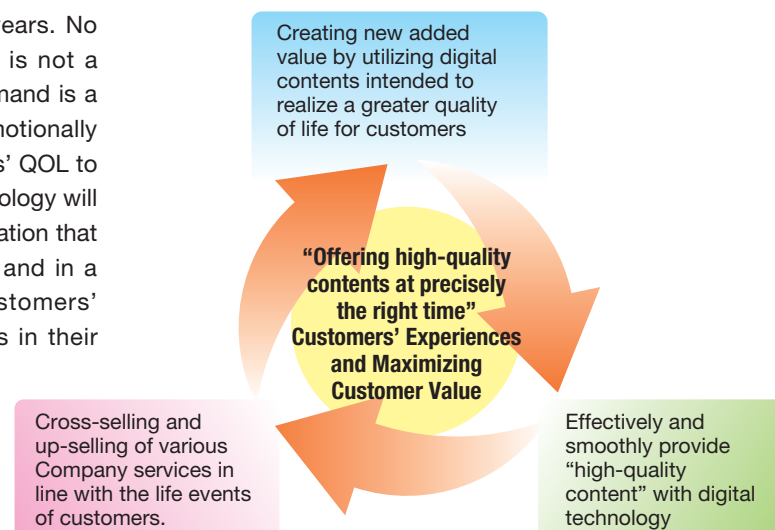 years. No
is not a
mand is a
motionally
s' QOL to
ology will
ation that
and in a
stomers'
s in their
Creating new added
value by utilizing digital
contents intended to
realize a greater quality
of life for customers
“Offering high-quality
contents at precisely
the right time”
Customers’ Experiences
and Maximizing
Customer Value
Cross-selling and
up-selling of various
Company services in
line with the life events
of customers.
Effectively and
smoothly provide
“high-quality
content” with digital
technology